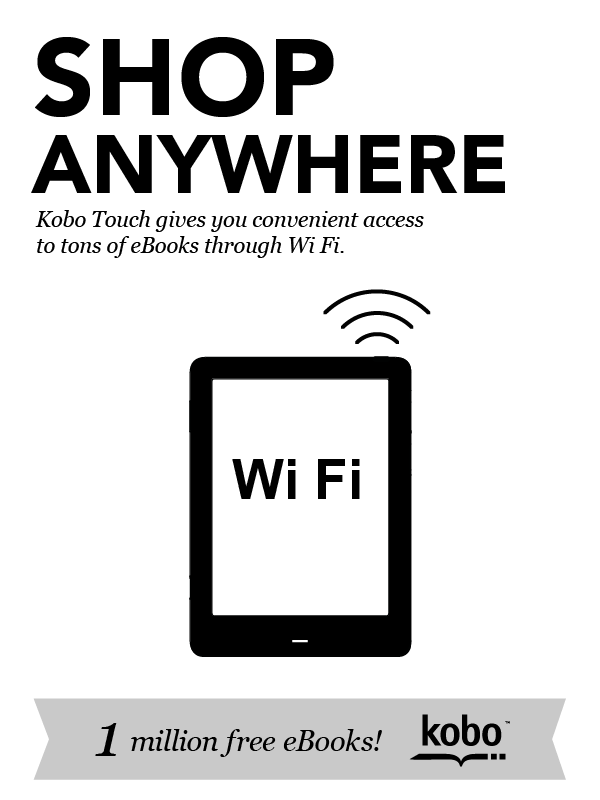 SHOP
ANYWHERE
Kobo Touch gives you convenient access
to tons of eBooks through Wi Fi.
Wi Fi
1 million free eBooks!
kobo™